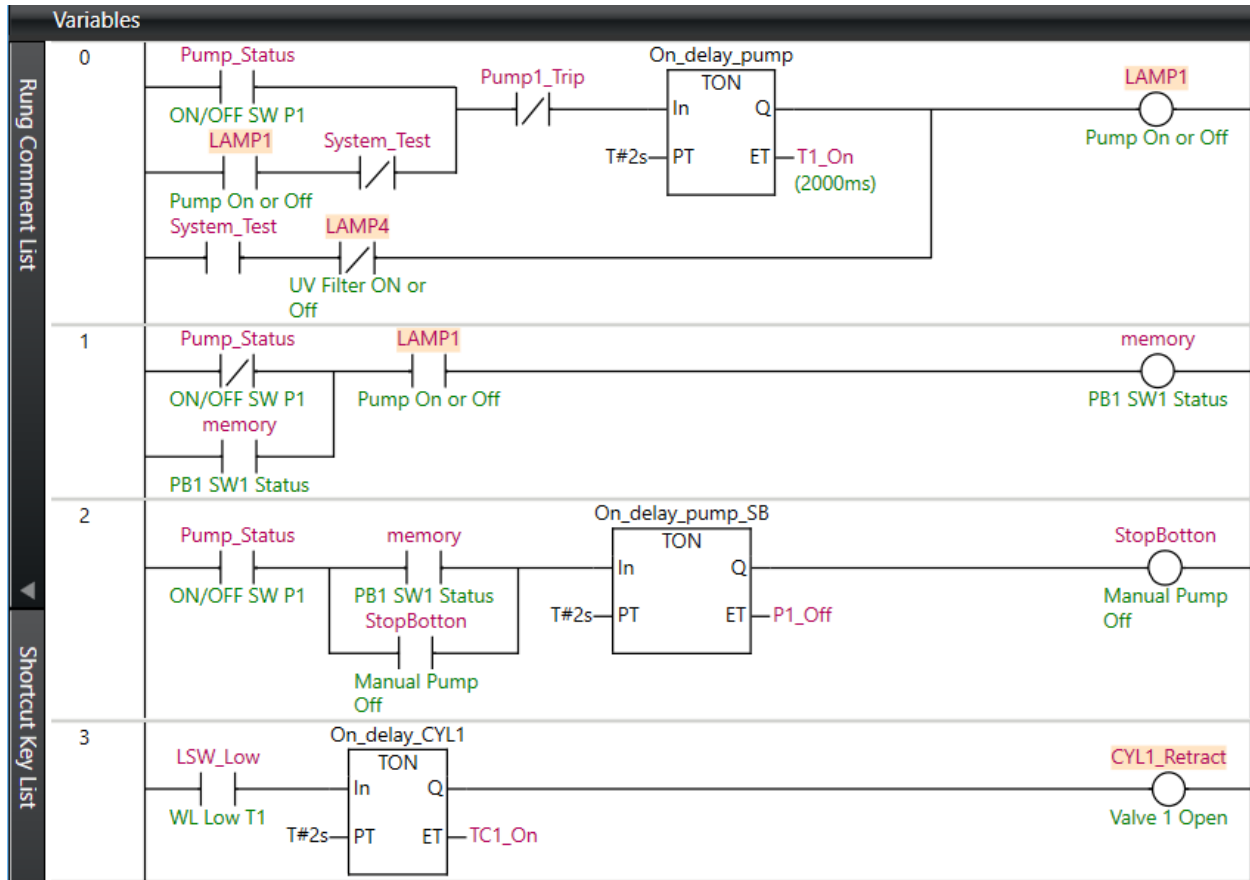 Variables
Rung Comment List
Shortcut Key List
0
Pump_Status
ON/OFF SW P1
LAMP1
Pump On or Off
System_Test
System_Test
LAMP4
UV Filter ON or
Off
Pump1_Trip
On_delay_pump
TON
In
Q
T#2s
PT
ET
T1_On
(2000ms)
LAMP1
Pump On or Off
1
Pump_Status
ON/OFF SW P1
memory
PB1 SW1 Status
LAMP1
Pump On or Off
memory
PB1 SW1 Status
2
Pump_Status
ON/OFF SW P1
memory
PB1 SW1 Status
StopBotton
Manual Pump
Off
On_delay_pump_SB
TON
In
Q
T#2s
PT
ET
P1_Off
StopBotton
Manual Pump
Off
3
LSW_Low
WL Low T1
On_delay_CYL1
TON
In
Q
T#2s
PT
ET
TC1_On
CYL1_Retract
Valve 1 Open